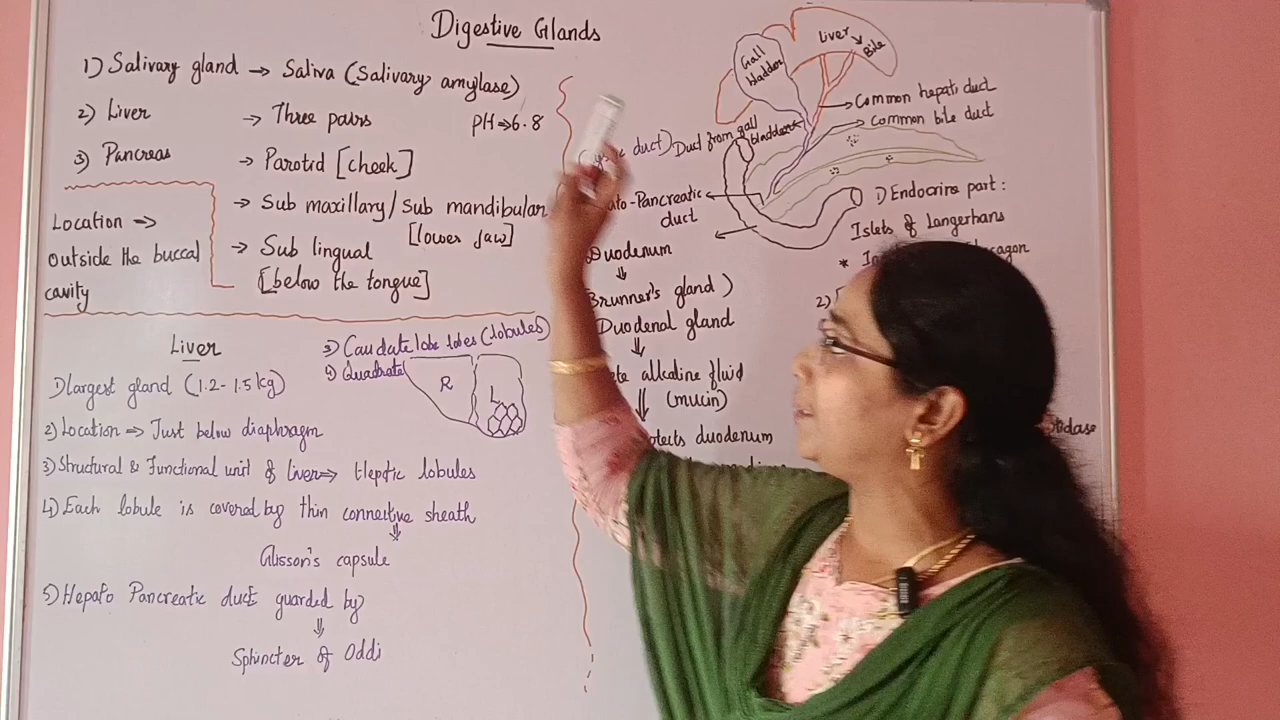 Digestive Glands
1) Salivary gland → Saliva (Salivary amylase)
2) Liver → Three pairs PH → 6.8
3) Pancreas → Parotid [cheek]
→ Sub maxillary/Sub mandibular
[lower jaw]
→ Sub lingual
[below the tongue]
Location →
Outside the buccal
cavity
Liver
1) largest gland (1.2-1.5kg)
2) Location ⇒ Just below diaphragm
3) Structural & Functional unit of liver ⇒ Heptic lobules
4) Each lobule is covered by thin connective sheath
⇓
Glisson's capsule
5) Hepato Pancreatic duct guarded by
⇓
Sphincter of Oddi
3) Caudate lobe lobes (lobules)
Quadrate
R
L
Gall
bladder
Liver
Bile
→ Common hepati duct
→ Common bile duct
duct) Duct from gall
bladder
Pancreatic
duct
Duodenum
⇓
Brunner's gland)
Duodenal gland
⇓
alkaline fluid
(mucin)
⇓
duodenum
1) Endocrine part:
Islets of Langerhans
*
2)